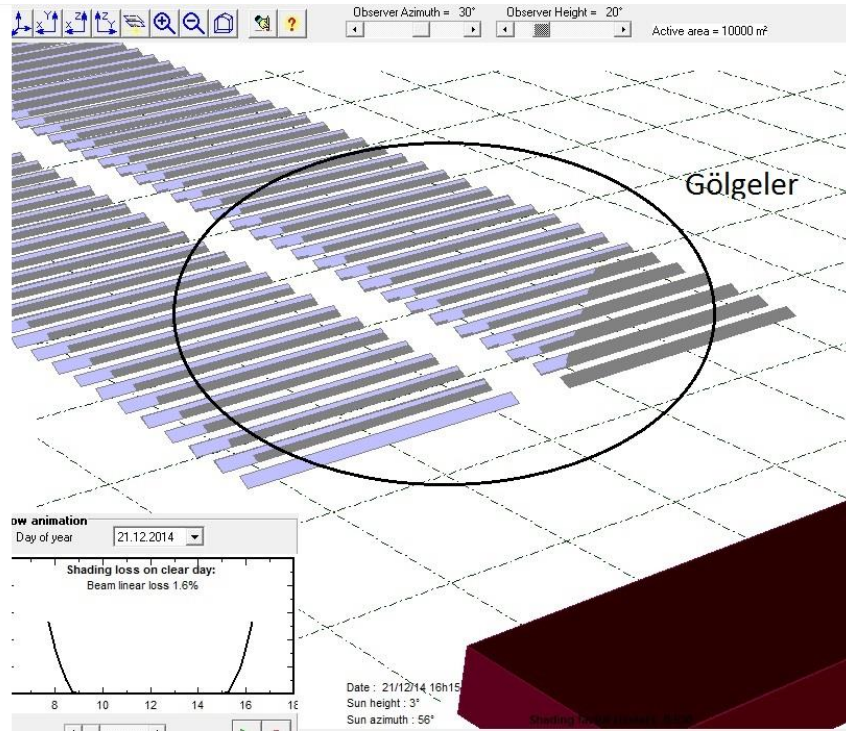 Observer Azimuth = 30°
Observer Height = 20°
Active area = 10000 m²
Gölgeler
Day of year
21.12.2014
Shading loss on clear day:
Beam linear loss 1.6%
8 10 12 14 16 18
Date : 21/12/14 16h15
Sun height : 3°
Sun azimuth : 56°